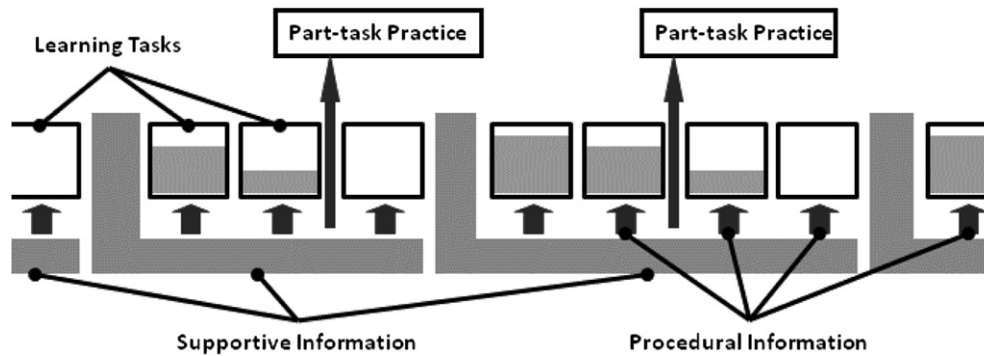 Part-task Practice
Part-task Practice
Learning Tasks
Supportive Information
Procedural Information